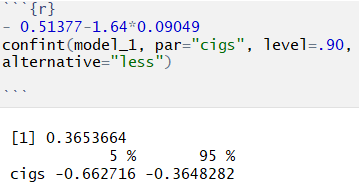 ```{r}
- 0.51377-1.64*0.09049
confint(model_1, par="cigs", level=.90,
alternative="less")
```
[1] 0.3653664
5 % 95 %
cigs -0.662716 -0.3648282